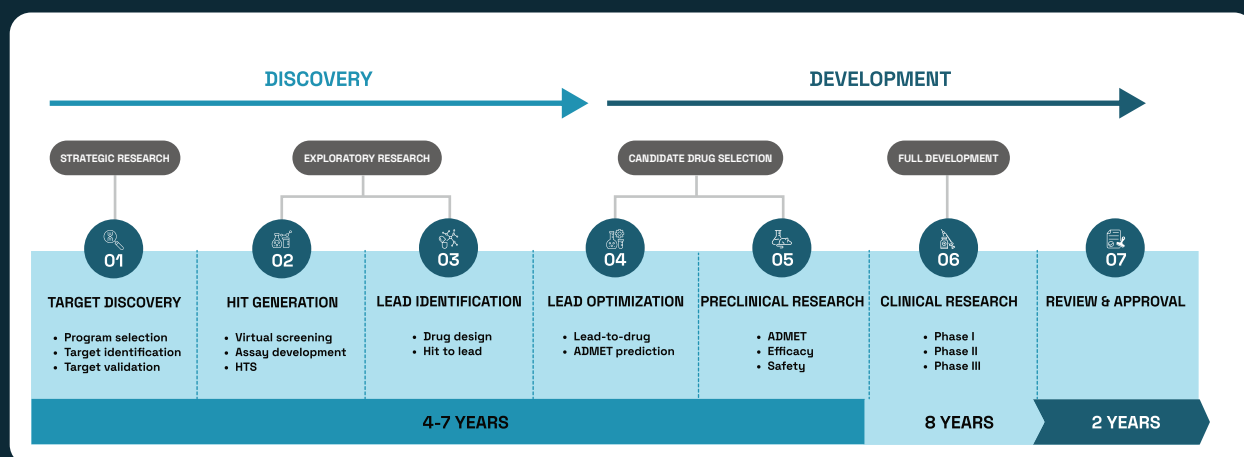 DISCOVERY
DEVELOPMENT
STRATEGIC RESEARCH
EXPLORATORY RESEARCH
CANDIDATE DRUG SELECTION
FULL DEVELOPMENT
01
02
03
04
05
06
07
TARGET DISCOVERY
HIT GENERATION
LEAD IDENTIFICATION
LEAD OPTIMIZATION
PRECLINICAL RESEARCH
CLINICAL RESEARCH
REVIEW & APPROVAL
• Program selection
• Target identification
• Target validation
• Virtual screening
• Assay development
• HTS
• Drug design
• Hit to lead
• Lead-to-drug
• ADMET prediction
• ADMET
• Efficacy
• Safety
• Phase I
• Phase II
• Phase III
4-7 YEARS
8 YEARS
2 YEARS